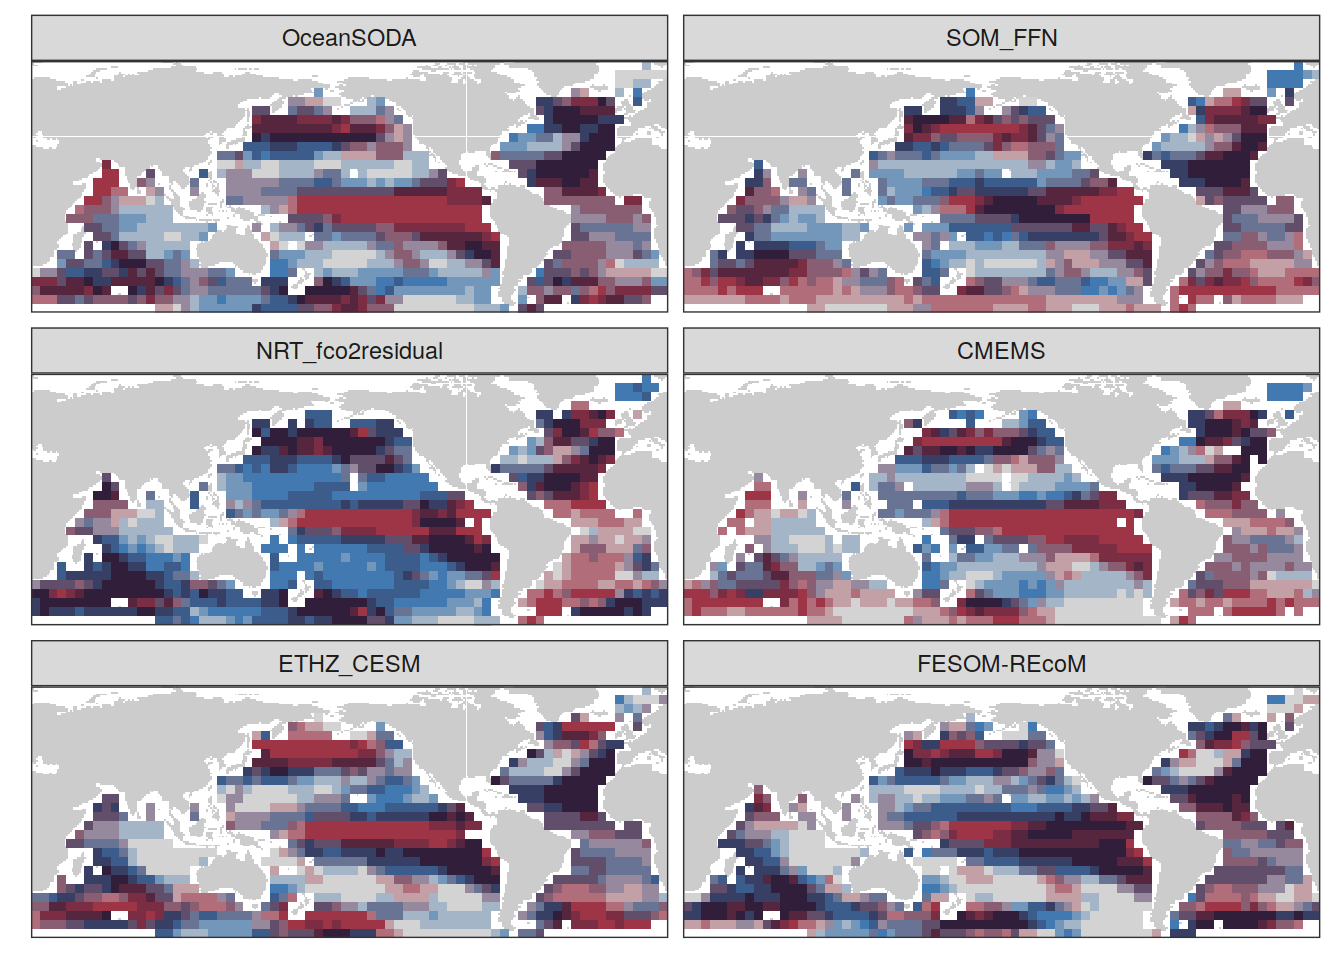 OceanSODA
SOM_FFN
NRT_fco2residual
CMEMS
ETHZ_CESM
FESOM-REcoM